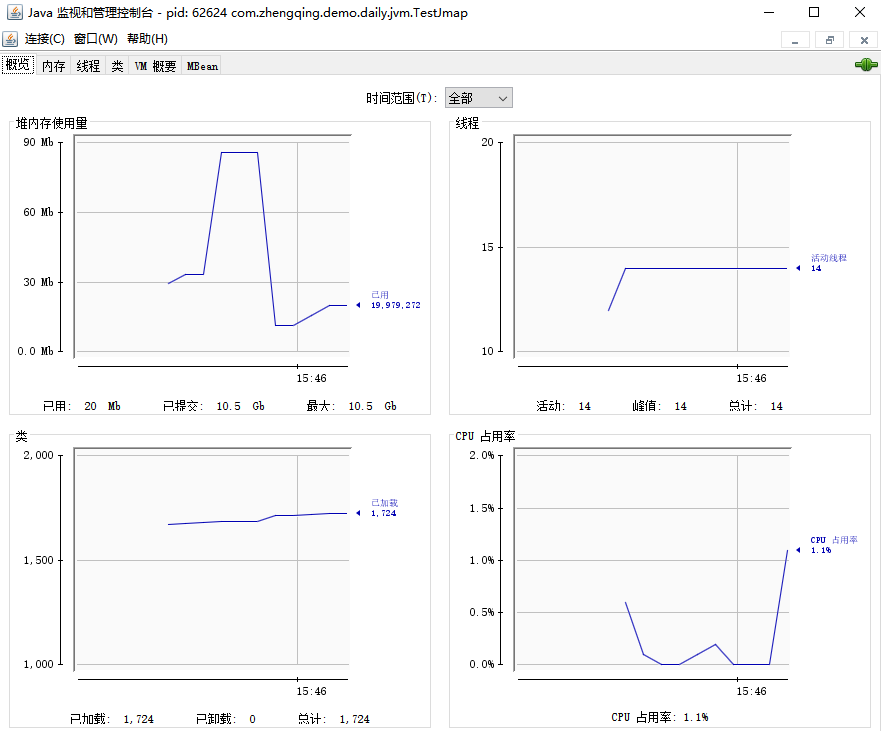 Java 监视和管理控制台 - pid: 62624 com.zhengqing.demo.daily.jvm.TestJmap
连接(C) 窗口(W) 帮助(H)
概览 内存 线程 类 VM 概要 MBean
时间范围(T): 全部
堆内存使用量
90 Mb
60 Mb
30 Mb
0.0 Mb
已用
19,979,272
15:46
已用: 20 Mb 已提交: 10.5 Gb 最大: 10.5 Gb
线程
20
15
10
活动线程
14
15:46
活动: 14 峰值: 14 总计: 14
类
2,000
1,500
1,000
已加载
1,724
15:46
已加载: 1,724 已卸载: 0 总计: 1,724
CPU 占用率
2.0%
1.5%
1.0%
0.5%
0.0%
CPU 占用率
1.1%
15:46
CPU 占用率: 1.1%